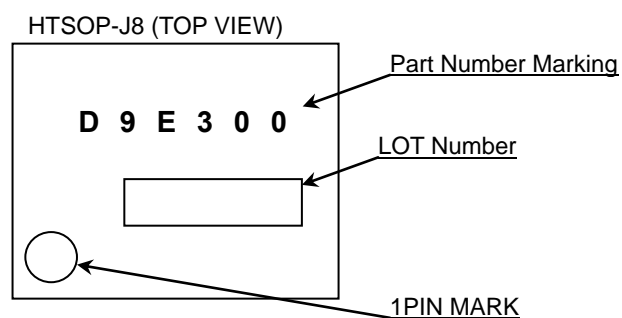 HTSOP-J8 (TOP VIEW)
Part Number Marking
D 9 E 3 0 0
LOT Number
1PIN MARK